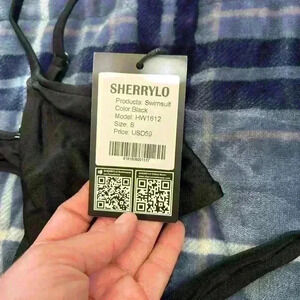 SHERRYLO
Products: Swimsuit
Color:Black
Model: HW1612
Size: S
Price: USD59